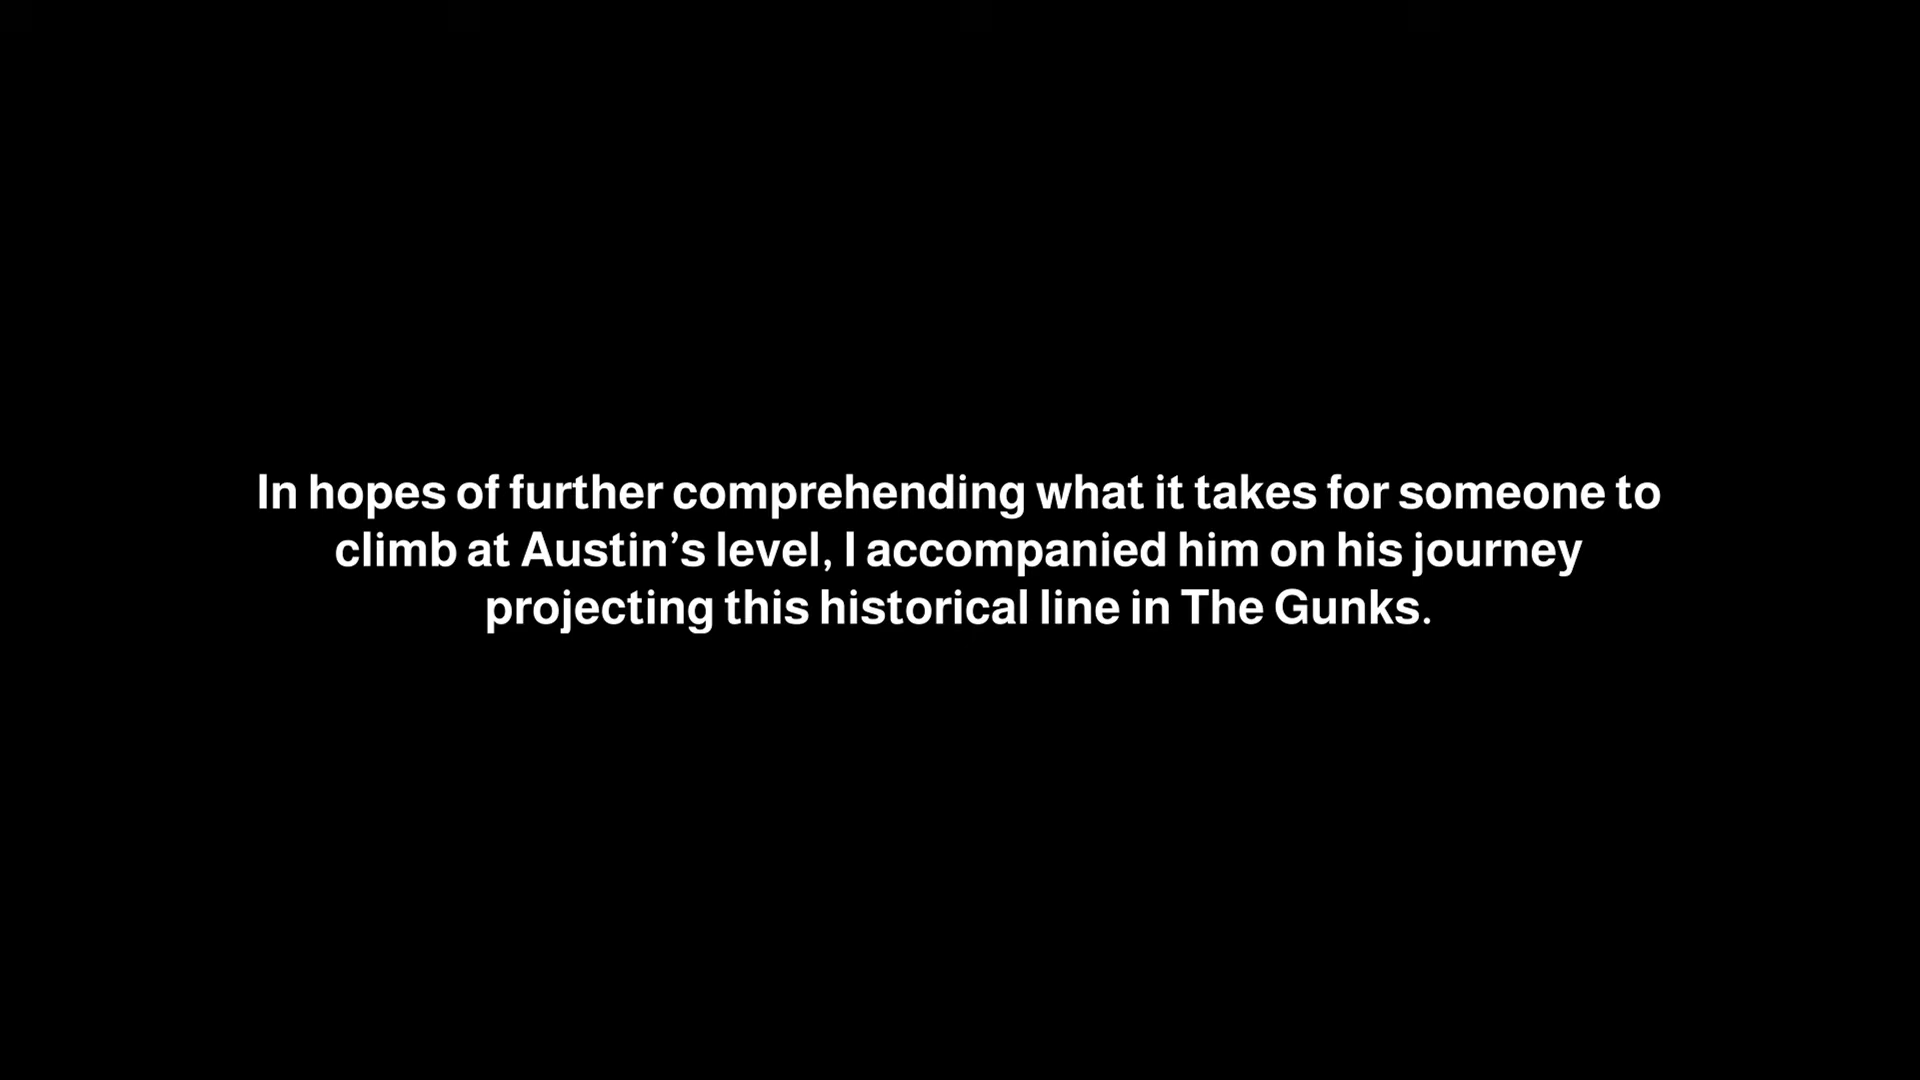 In hopes of further comprehending what it takes for someone to
climb at Austin’s level, I accompanied him on his journey
projecting this historical line in The Gunks.